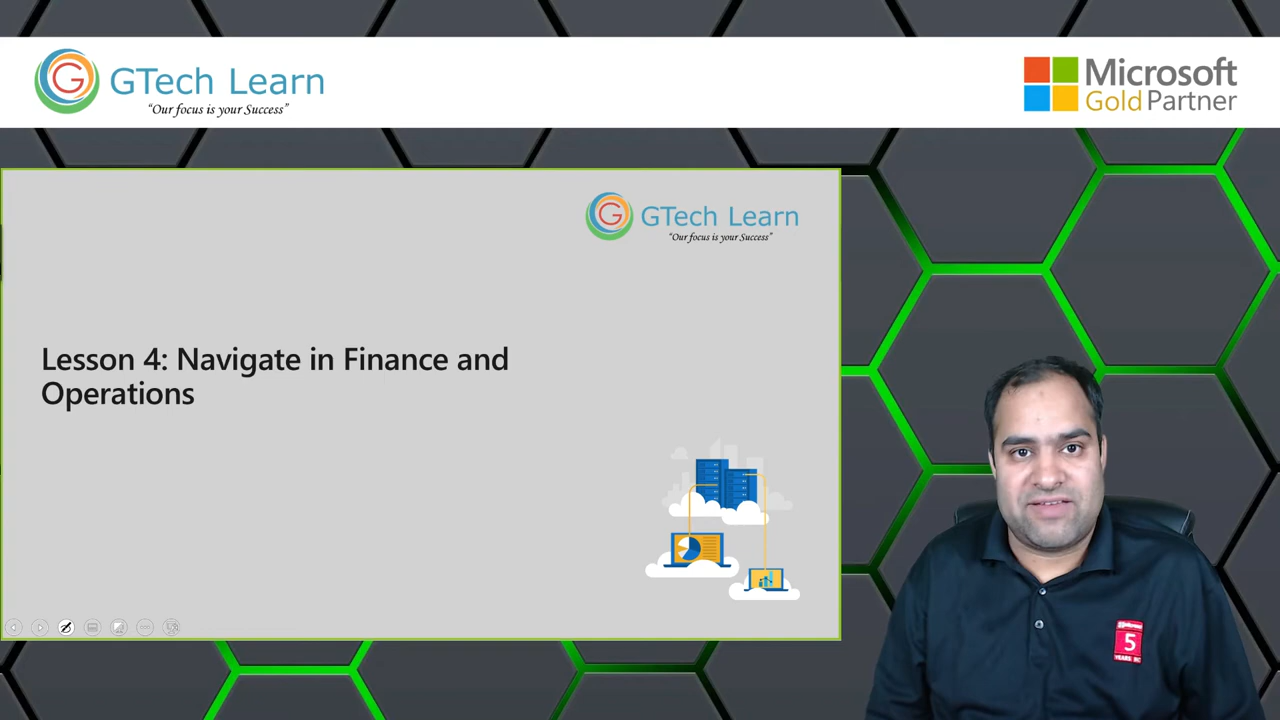 GTech Learn
"Our focus is your Success"
Microsoft
Gold Partner
GTech Learn
"Our focus is your Success"
Lesson 4: Navigate in Finance and
Operations
5
YEARS